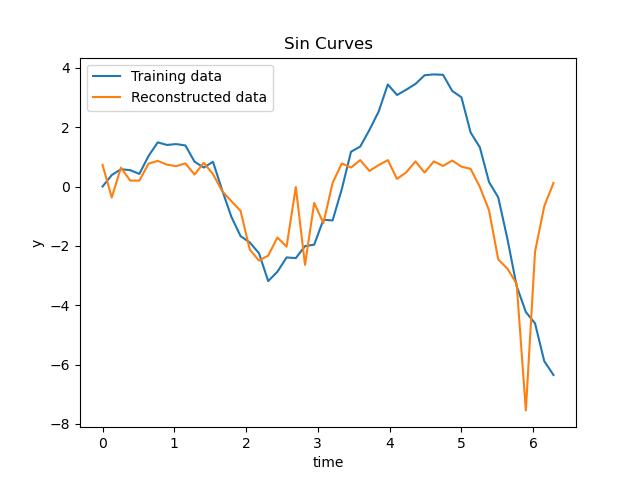 Sin Curves
Training data
Reconstructed data
4
2
0
−2
−4
−6
−8
y
0 1 2 3 4 5 6
time